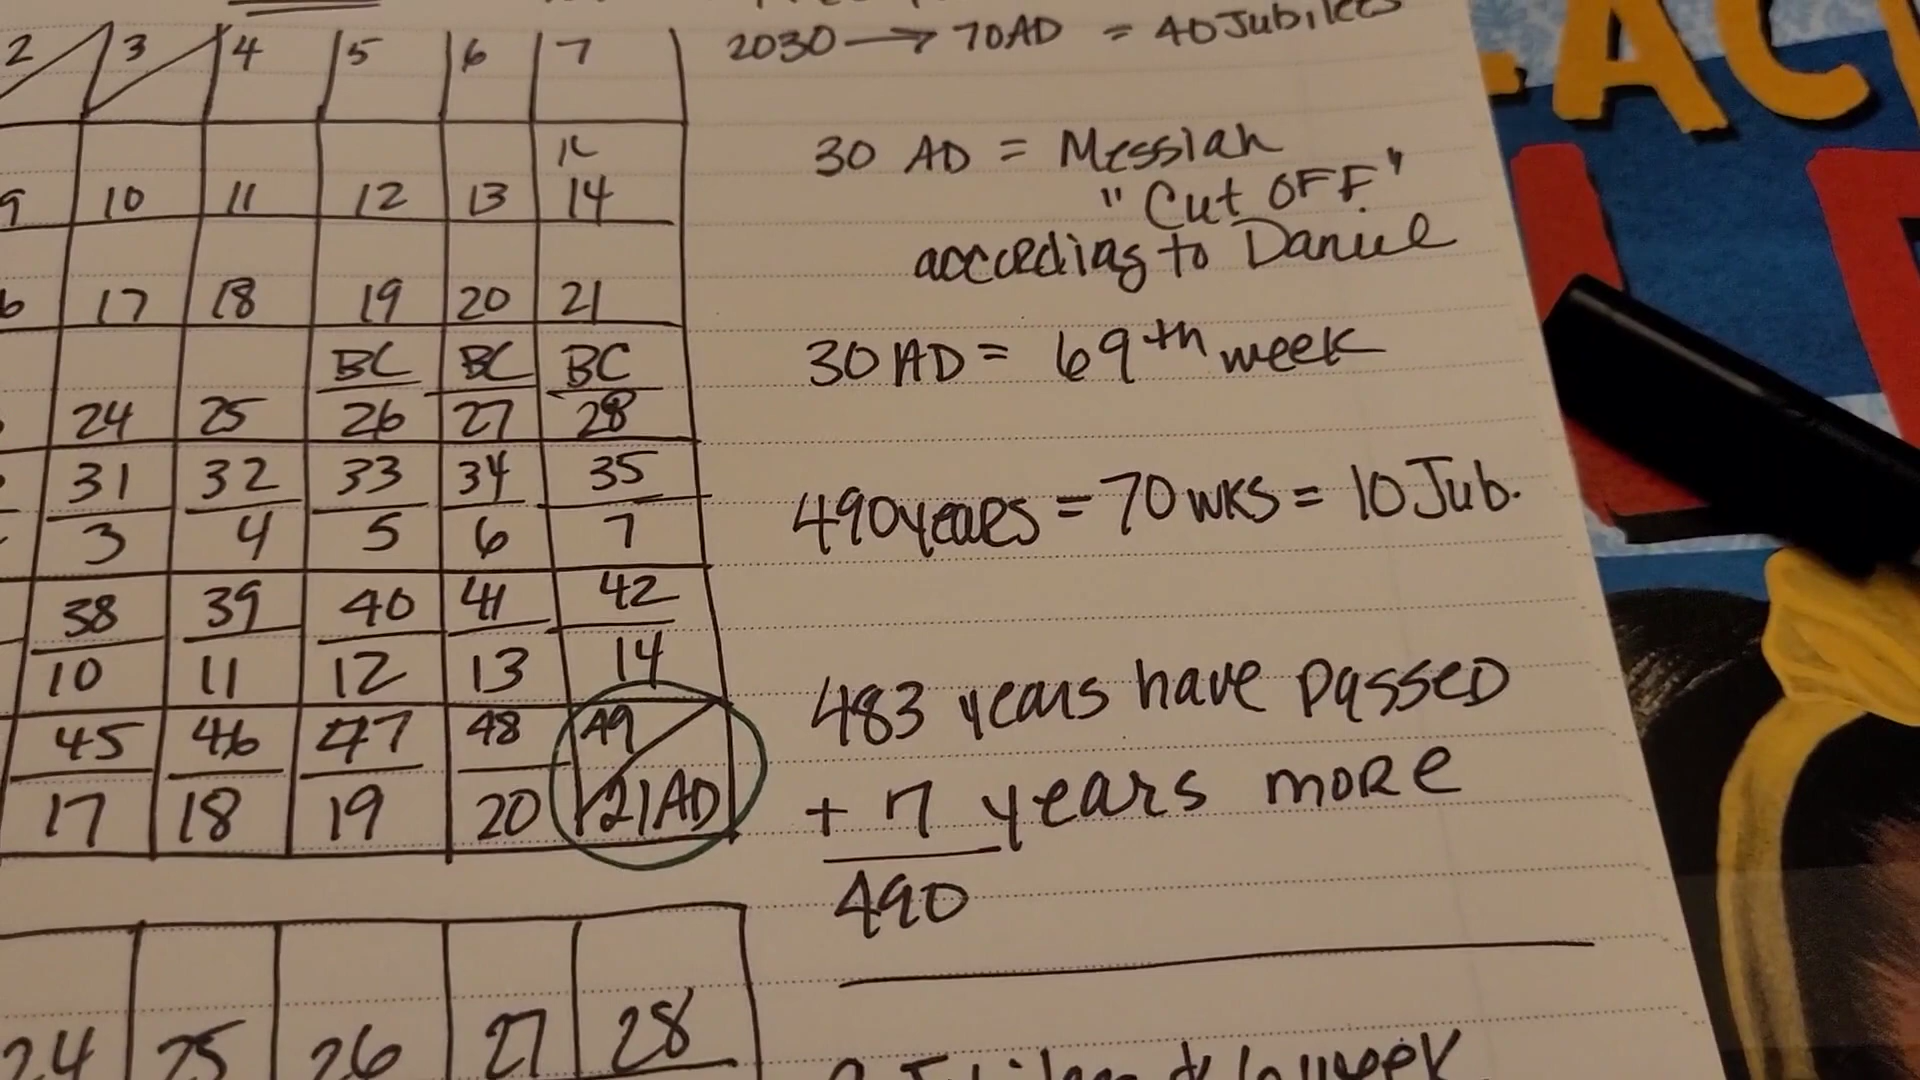 2 3 4 5 6 7
2030 → 70AD = 40 Jubilees
9 10 11 12 13 14
30 AD = Messiah
"Cut OFF"
according to Daniel
17 18 19 20 21
BC BC BC
24 25 26 27 28
30 AD = 69th week
31 32 33 34 35
3 4 5 6 7
490 years = 70 wks = 10 Jub.
38 39 40 41 42
10 11 12 13 14
45 46 47 48 49
17 18 19 20 21AD
483 years have passed
+ 7 years more
490
24 25 26 27 28
week